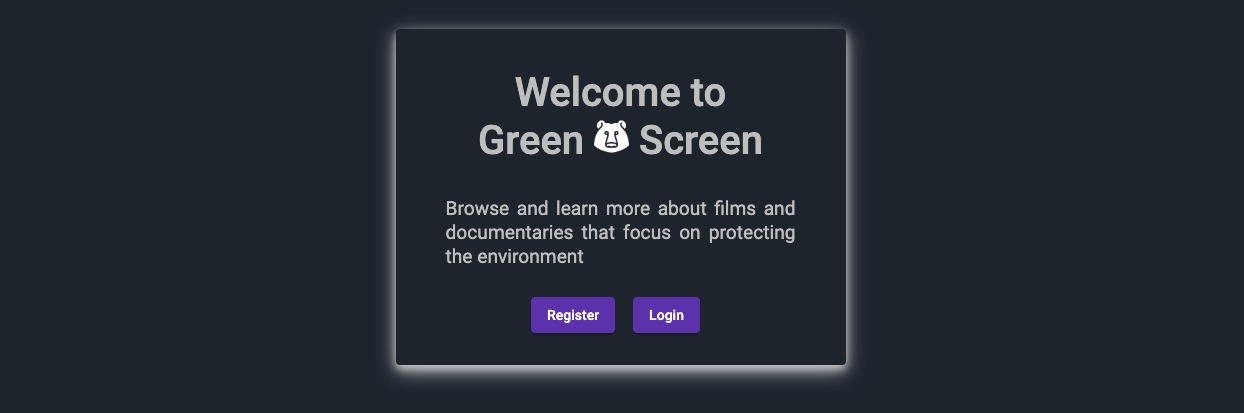 Welcome to
Green Screen
Browse and learn more about films and
documentaries that focus on protecting
the environment
Register Login